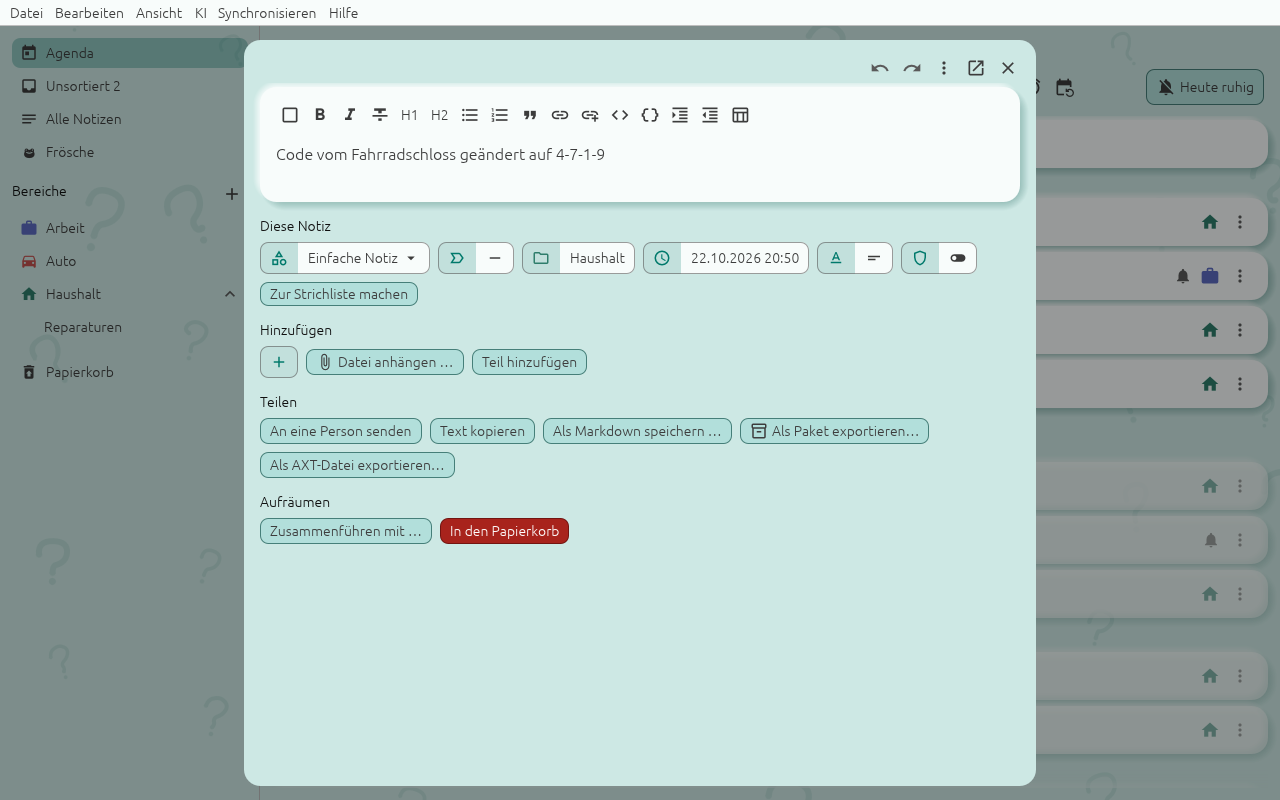 Datei Bearbeiten Ansicht KI Synchronisieren Hilfe
Agenda
Unsortiert 2
Alle Notizen
Frösche
Bereiche
Arbeit
Auto
Haushalt
Reparaturen
Papierkorb
Heute ruhig
H1 H2
Code vom Fahrradschloss geändert auf 4-7-1-9
Diese Notiz
Einfache Notiz Haushalt 22.10.2026 20:50
Zur Strichliste machen
Hinzufügen
Datei anhängen … Teil hinzufügen
Teilen
An eine Person senden Text kopieren Als Markdown speichern … Als Paket exportieren…
Als AXT-Datei exportieren…
Aufräumen
Zusammenführen mit … In den Papierkorb